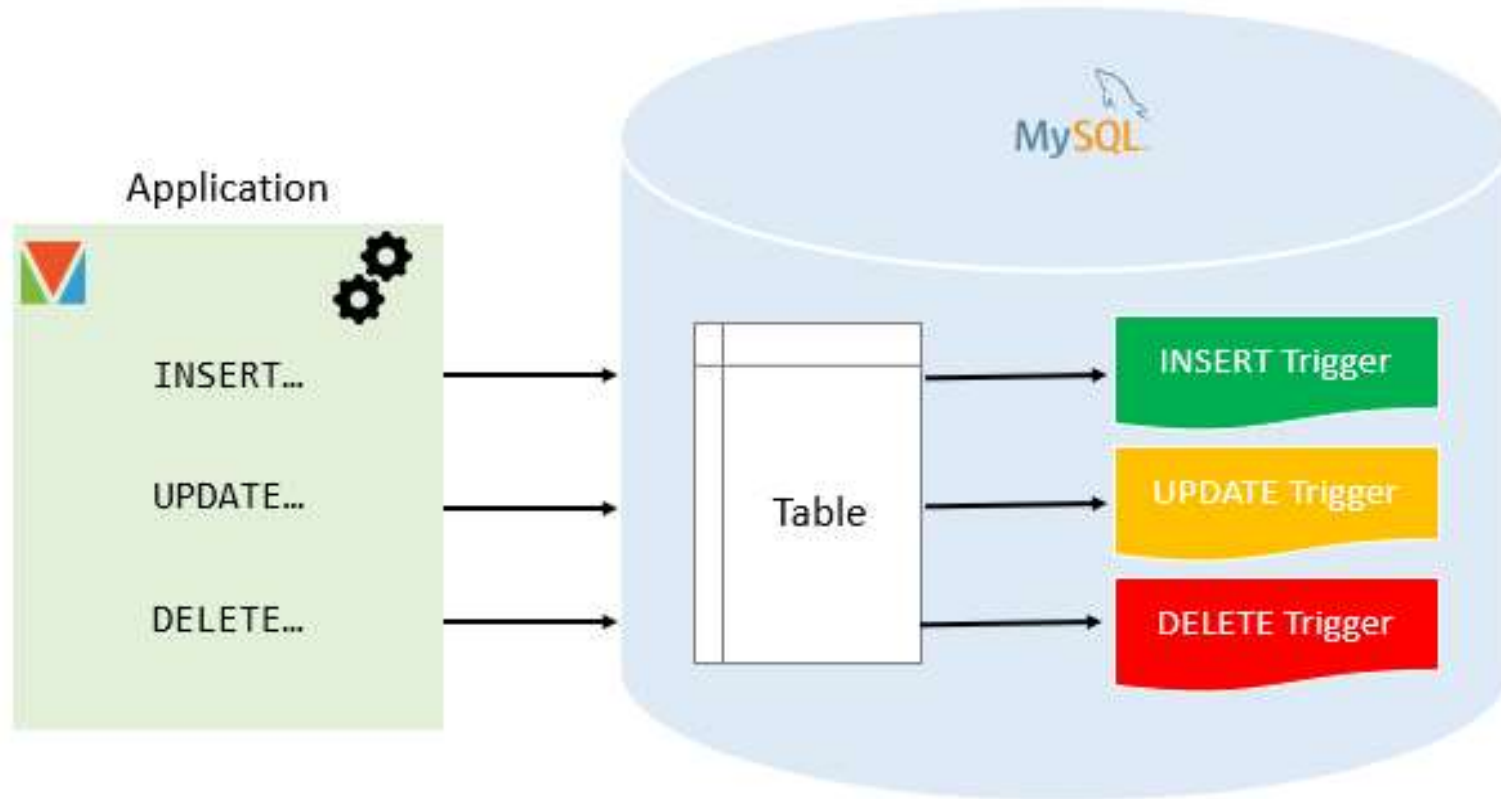 MySQL
Application
INSERT…
UPDATE…
DELETE…
Table
INSERT Trigger
UPDATE Trigger
DELETE Trigger